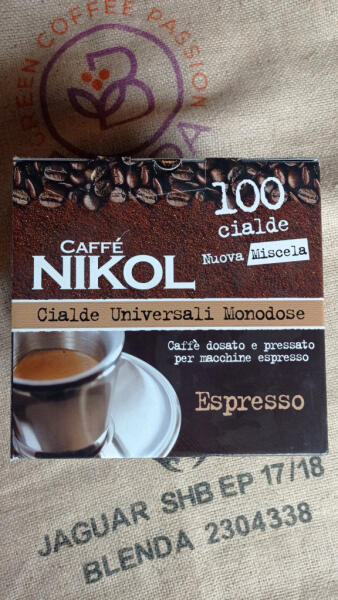 GREEN COFFEE PASSION
100
cialde
Nuova Miscela
CAFFÉ
NIKOL
Cialde Universali Monodose
Caffè dosato e pressato
per macchine espresso
Espresso
JAGUAR SHB EP 17/18
BLENDA 2304338